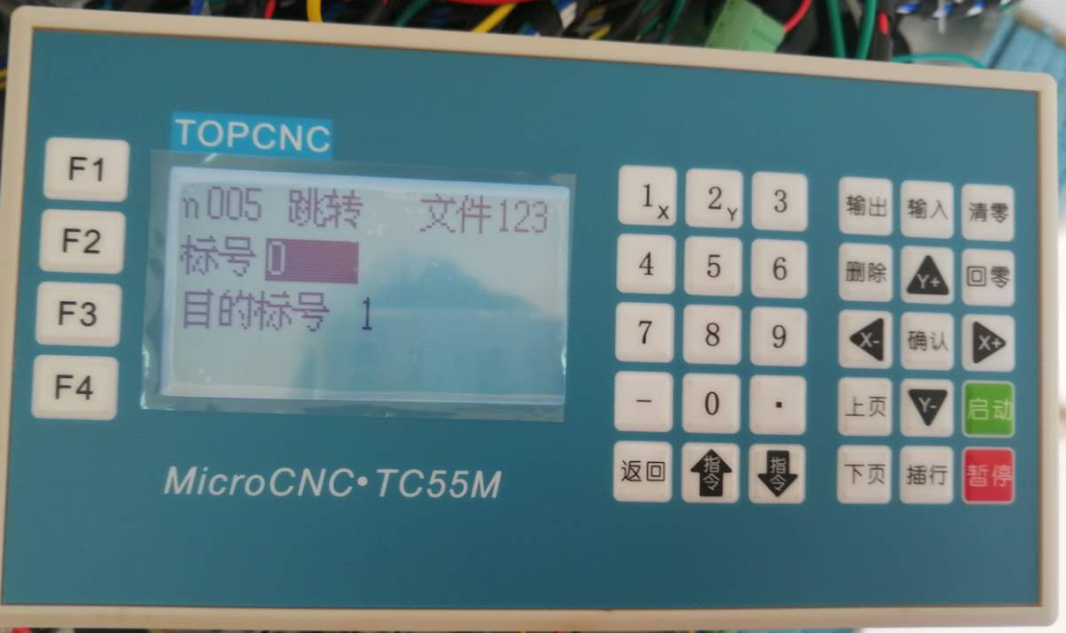 TOPCNC
n005 跳转 文件123
标号 0
目的标号 1
F1
F2
F3
F4
MicroCNC•TC55M
1X 2Y 3 输出 输入 清零
4 5 6 删除 Y+ 回零
7 8 9 X- 确认 X+
- 0 . 上页 Y- 启动
返回 指令 指令 下页 插行 暂停